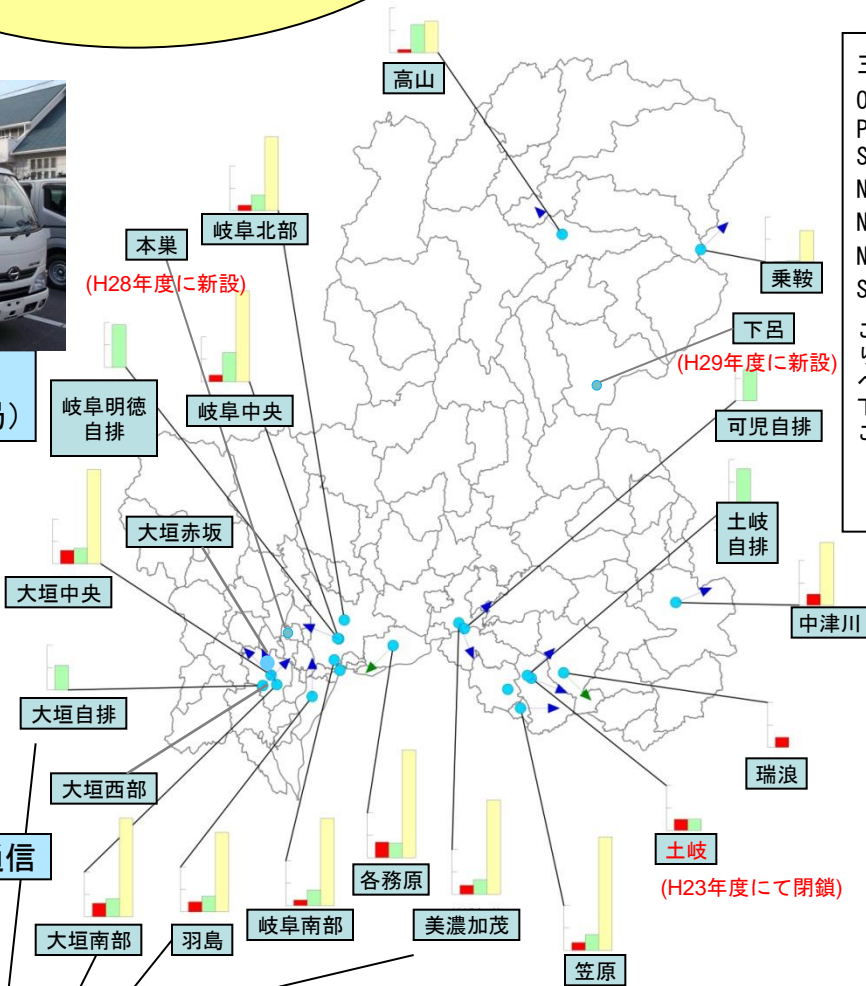 高山
岐阜北部
本巣
(H28年度に新設)
乗鞍
下呂
(H29年度に新設)
岐阜明徳
自排
岐阜中央
可児自排
大垣赤坂
土岐
自排
大垣中央
中津川
大垣自排
大垣西部
瑞浪
土岐
(H23年度にて閉鎖)
各務原
大垣南部
羽島
岐阜南部
美濃加茂
笠原
信
O
P
S
N
N
N
S